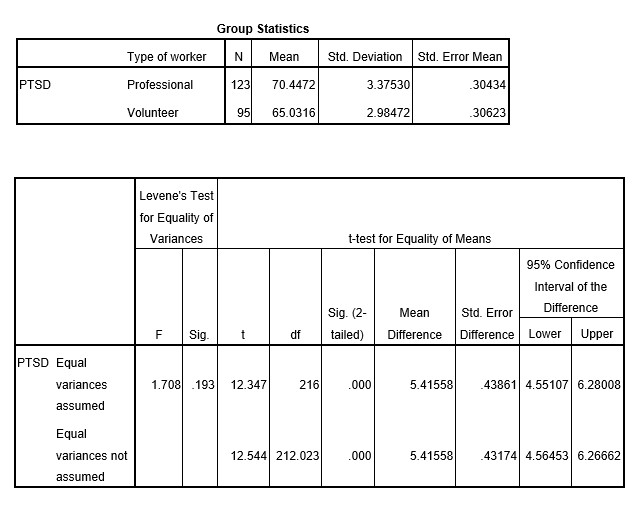 Group Statistics
Type of worker N Mean Std. Deviation Std. Error Mean
PTSD Professional 123 70.4472 3.37530 .30434
Volunteer 95 65.0316 2.98472 .30623
Levene's Test
for Equality of
Variances
t-test for Equality of Means
95% Confidence
Interval of the
Difference
F Sig. t df Sig. (2-
tailed) Mean
Difference Std. Error
Difference Lower Upper
PTSD Equal
variances
assumed
1.708 .193 12.347 216 .000 5.41558 .43861 4.55107 6.28008
Equal
variances not
assumed
12.544 212.023 .000 5.41558 .43174 4.56453 6.26662